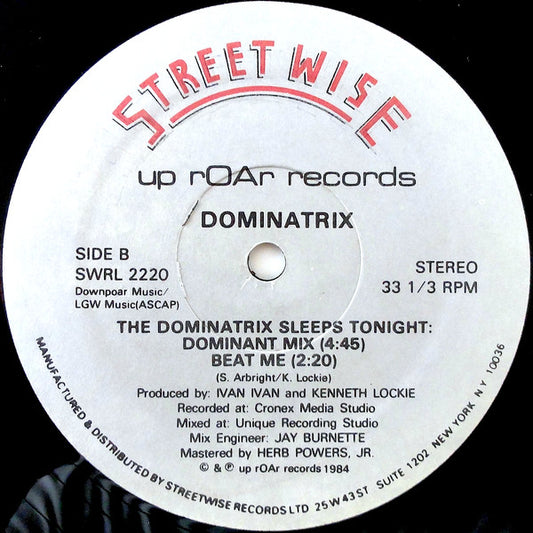 STREETWISE
up rOAr records
DOMINATRIX
SIDE B
SWRL 2220
Downpoar Music/
LGW Music(ASCAP)
STEREO
33 1/3 RPM
THE DOMINATRIX SLEEPS TONIGHT:
DOMINANT MIX (4:45)
BEAT ME (2:20)
(S. Arbright/K. Lockie)
Produced by: IVAN IVAN and KENNETH LOCKIE
Recorded at: Cronex Media Studio
Mixed at: Unique Recording Studio
Mix Engineer: JAY BURNETTE
Mastered by: HERB POWERS, JR.
© & ℗ up rOAr records 1984
MANUFACTURED & DISTRIBUTED BY STREETWISE RECORDS LTD 25 W 43 ST SUITE 1202 NEW YORK NY 10036